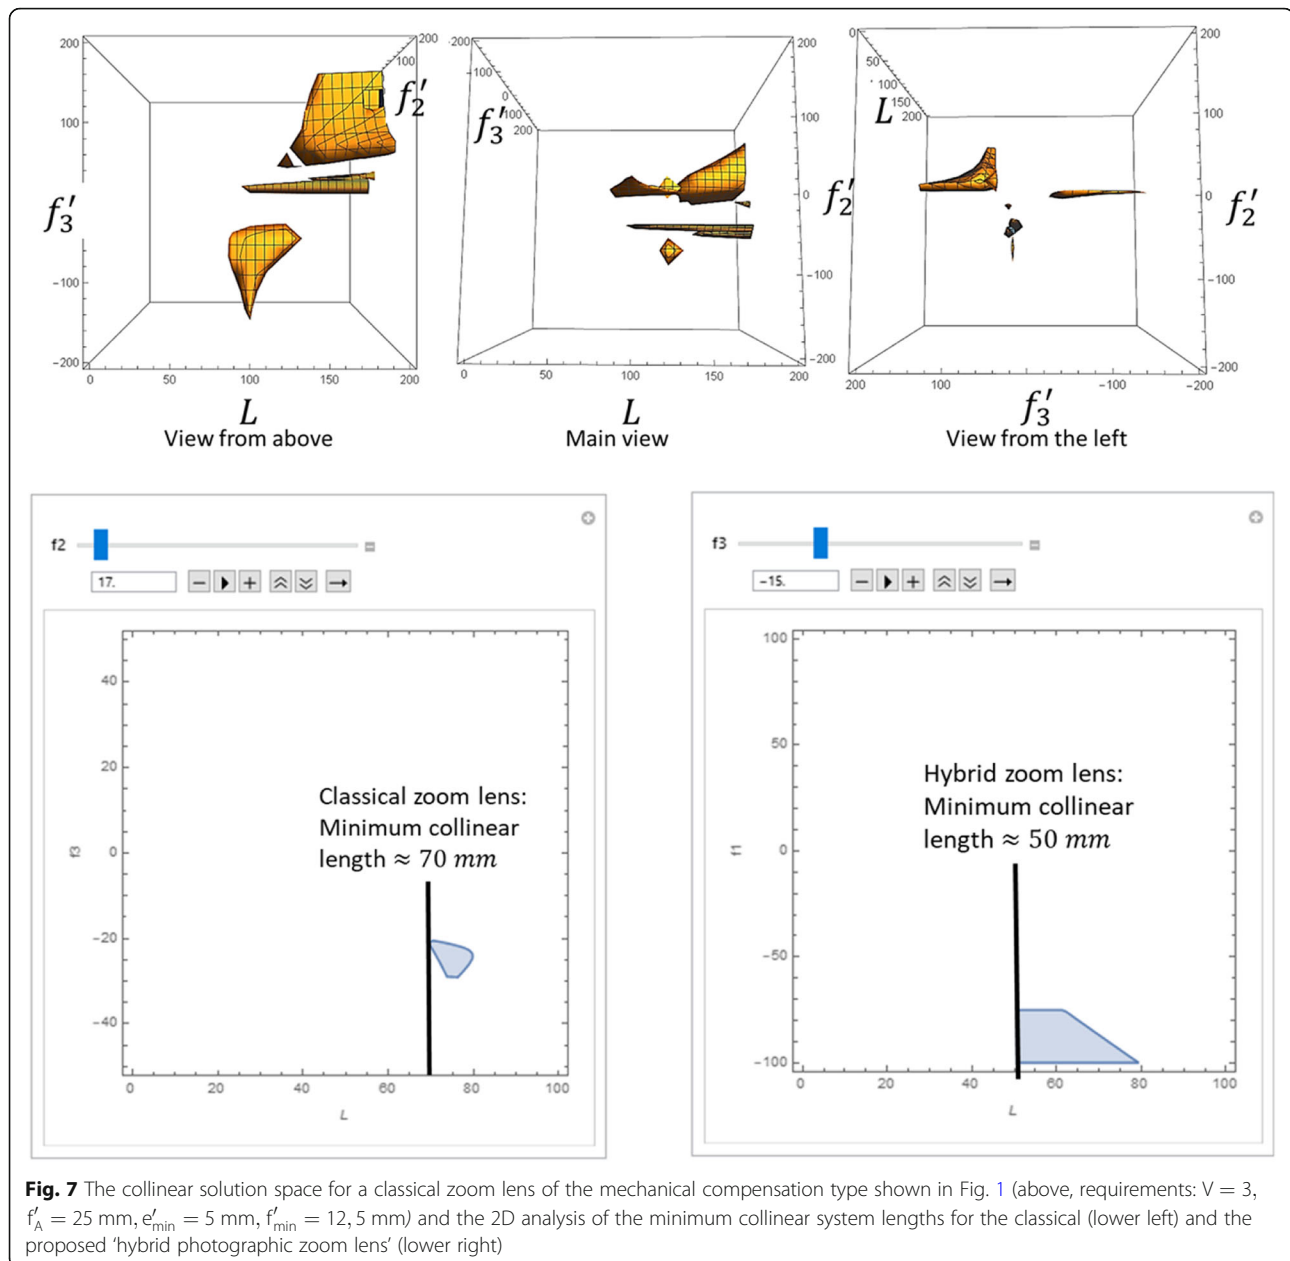 200
100
-100
-200
0
50
100
150
200
200
100
f₃′
f₂′
L
View from above
-200
-100
0
100
200
f₃′
0
50
100
150
200
200
100
0
-100
-200
f₂′
L
Main view
0
50
100
150
200
L
200
100
0
-100
-200
f₂′
200
100
-100
-200
f₃′
View from the left
f2
17.
40
20
0
-20
-40
f3
Classical zoom lens:
Minimum collinear
length ≈ 70 mm
0
20
40
60
80
100
L
f3
-15.
100
50
0
-50
-100
f1
Hybrid zoom lens:
Minimum collinear
length ≈ 50 mm
0
20
40
60
80
100
L
Fig. 7 The collinear solution space for a classical zoom lens of the mechanical compensation type shown in Fig. 1 (above, requirements: V = 3,
f′A = 25 mm, e′min = 5 mm, f′min = 12,5 mm) and the 2D analysis of the minimum collinear system lengths for the classical (lower left) and the
proposed ‘hybrid photographic zoom lens’ (lower right)